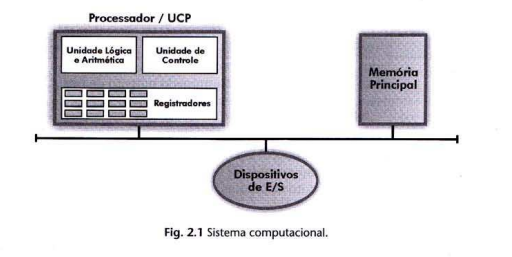 Processador / UCP
Unidade Lógica
e Aritmética
Unidade de
Controle
Registradores
Memória
Principal
Dispositivos
de E/S
Fig. 2.1 Sistema computacional.